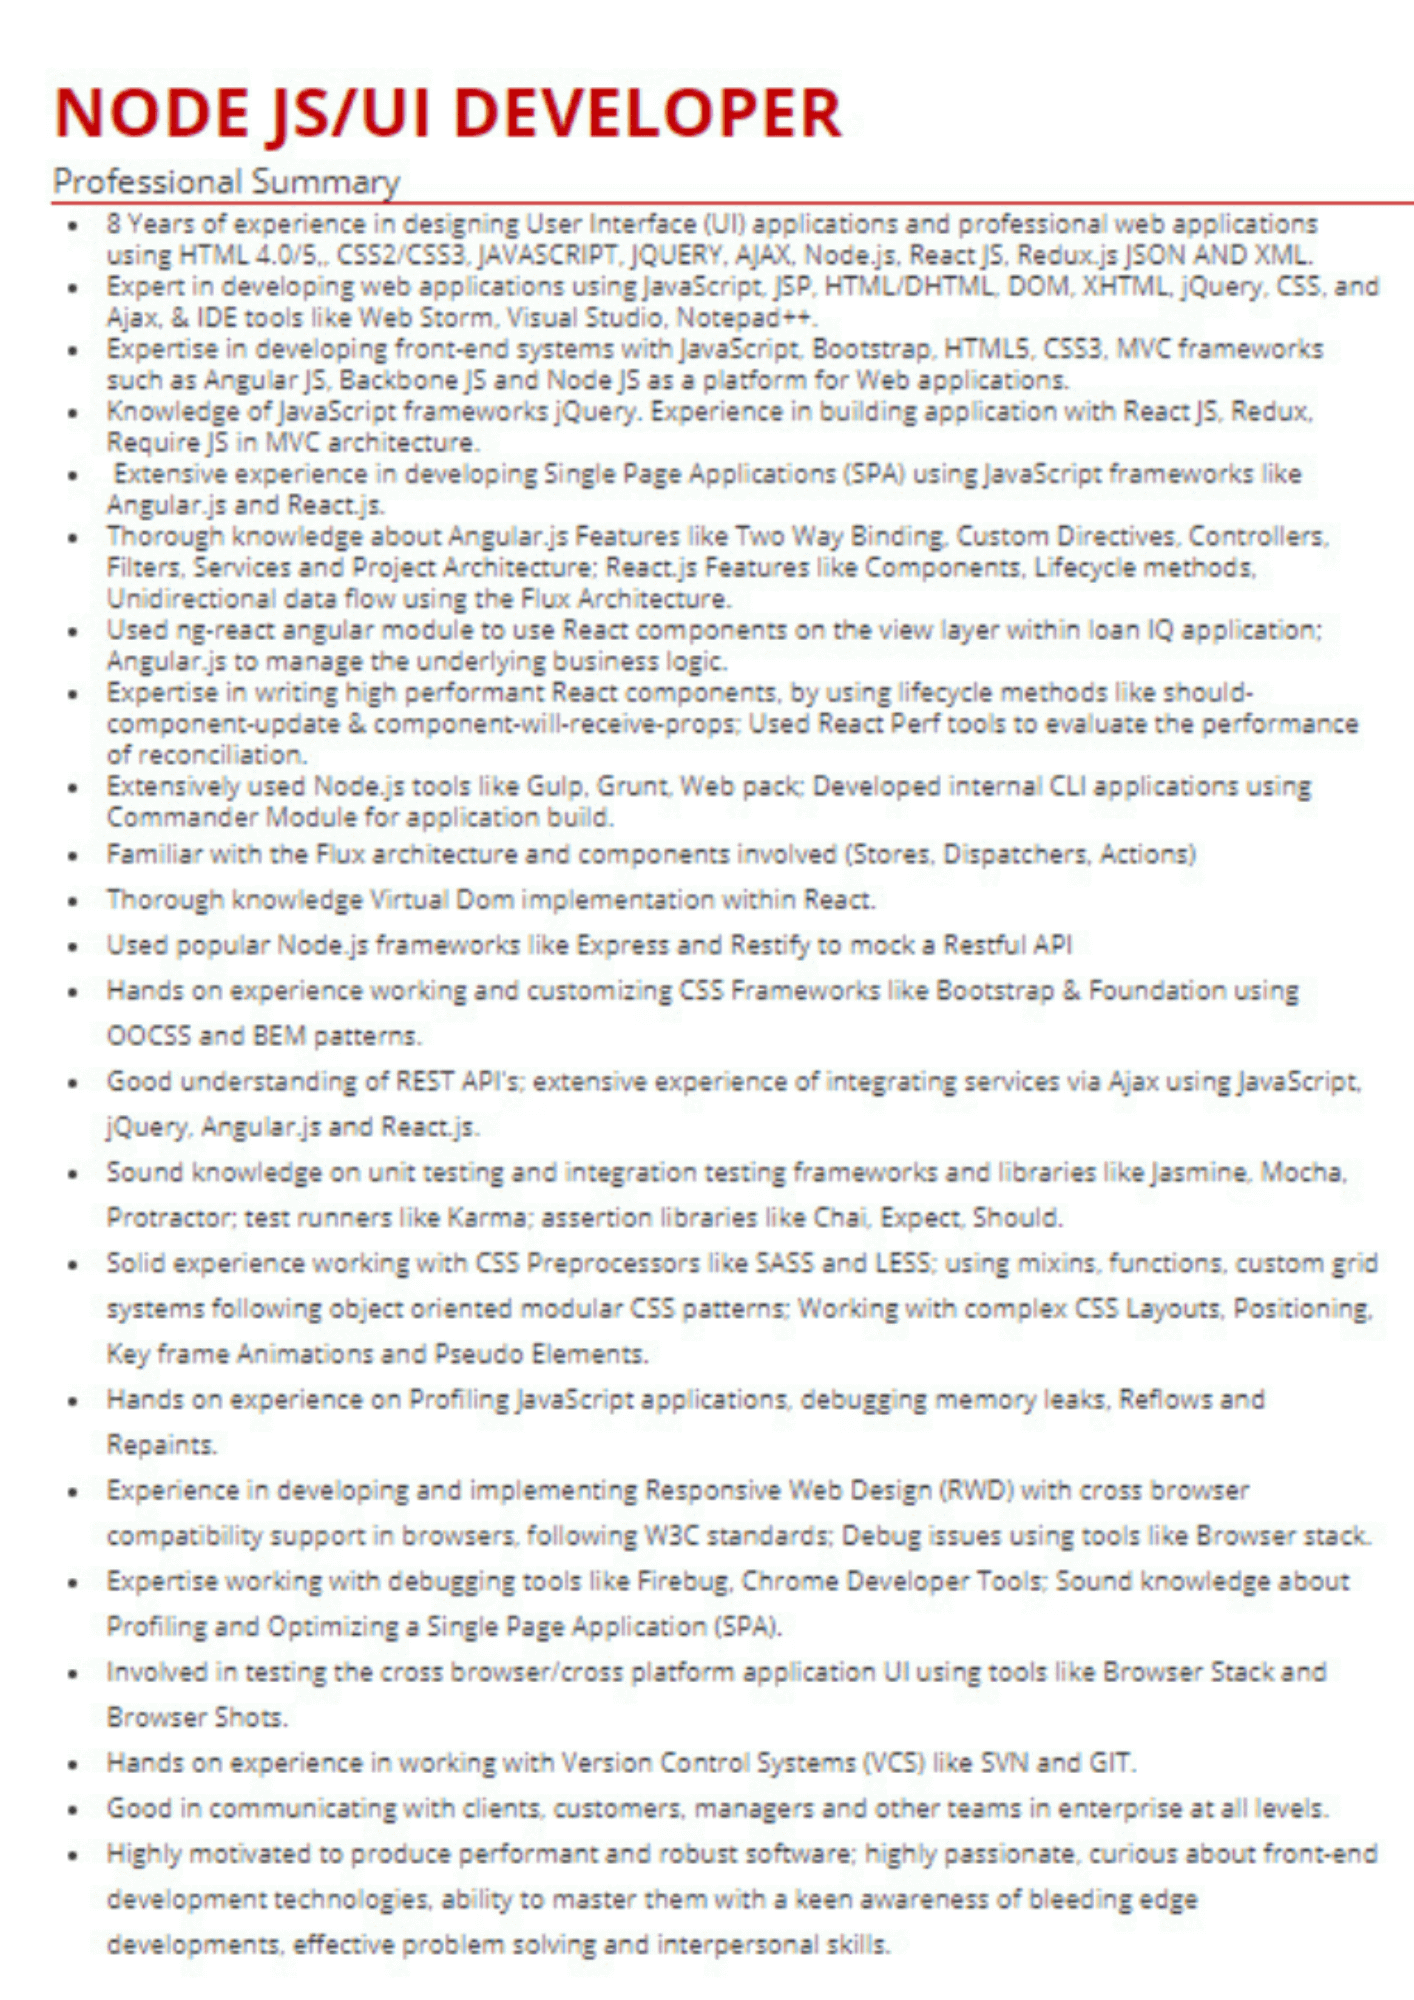 NODE JS/UI DEVELOPER
Professional Summary
• 8 Years of experience in designing User Interface (UI) applications and professional web applications
using HTML 4.0/5,, CSS2/CSS3, JAVASCRIPT, JQUERY, AJAX, Node.js, React JS, Redux.js JSON AND XML.
• Expert in developing web applications using JavaScript, JSP, HTML/DHTML, DOM, XHTML, jQuery, CSS, and
Ajax, & IDE tools like Web Storm, Visual Studio, Notepad++.
• Expertise in developing front-end systems with JavaScript, Bootstrap, HTML5, CSS3, MVC frameworks
such as Angular JS, Backbone JS and Node JS as a platform for Web applications.
• Knowledge of JavaScript frameworks jQuery. Experience in building application with React JS, Redux,
Require JS in MVC architecture.
• Extensive experience in developing Single Page Applications (SPA) using JavaScript frameworks like
Angular.js and React.js.
• Thorough knowledge about Angular.js Features like Two Way Binding, Custom Directives, Controllers,
Filters, Services and Project Architecture; React.js Features like Components, Lifecycle methods,
Unidirectional data flow using the Flux Architecture.
• Used ng-react angular module to use React components on the view layer within loan IQ application;
Angular.js to manage the underlying business logic.
• Expertise in writing high performant React components, by using lifecycle methods like should-
component-update & component-will-receive-props; Used React Perf tools to evaluate the performance
of reconciliation.
• Extensively used Node.js tools like Gulp, Grunt, Web pack; Developed internal CLI applications using
Commander Module for application build.
• Familiar with the Flux architecture and components involved (Stores, Dispatchers, Actions)
• Thorough knowledge Virtual Dom implementation within React.
• Used popular Node.js frameworks like Express and Restify to mock a Restful API
• Hands on experience working and customizing CSS Frameworks like Bootstrap & Foundation using
OOCSS and BEM patterns.
• Good understanding of REST API's; extensive experience of integrating services via Ajax using JavaScript,
jQuery, Angular.js and React.js.
• Sound knowledge on unit testing and integration testing frameworks and libraries like Jasmine, Mocha,
Protractor; test runners like Karma; assertion libraries like Chai, Expect, Should.
• Solid experience working with CSS Preprocessors like SASS and LESS; using mixins, functions, custom grid
systems following object oriented modular CSS patterns; Working with complex CSS Layouts, Positioning,
Key frame Animations and Pseudo Elements.
• Hands on experience on Profiling JavaScript applications, debugging memory leaks, Reflows and
Repaints.
• Experience in developing and implementing Responsive Web Design (RWD) with cross browser
compatibility support in browsers, following W3C standards; Debug issues using tools like Browser stack.
• Expertise working with debugging tools like Firebug, Chrome Developer Tools; Sound knowledge about
Profiling and Optimizing a Single Page Application (SPA).
• Involved in testing the cross browser/cross platform application UI using tools like Browser Stack and
Browser Shots.
• Hands on experience in working with Version Control Systems (VCS) like SVN and GIT.
• Good in communicating with clients, customers, managers and other teams in enterprise at all levels.
• Highly motivated to produce performant and robust software; highly passionate, curious about front-end
development technologies, ability to master them with a keen awareness of bleeding edge
developments, effective problem solving and interpersonal skills.